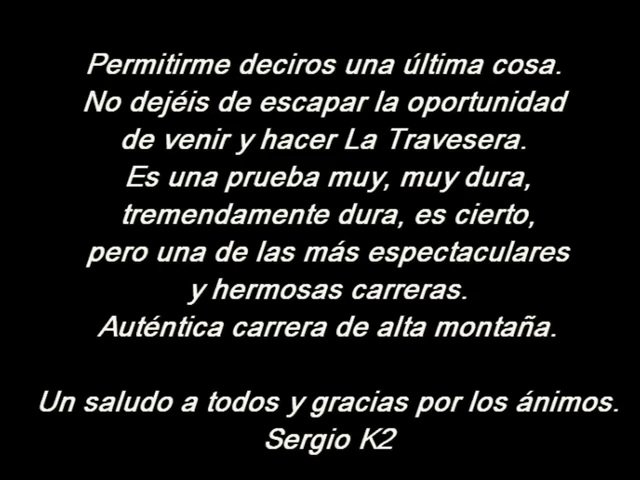 Permitirme deciros una última cosa.
No dejéis de escapar la oportunidad
de venir y hacer La Travesera.
Es una prueba muy, muy dura,
tremendamente dura, es cierto,
pero una de las más espectaculares
y hermosas carreras.
Auténtica carrera de alta montaña.
Un saludo a todos y gracias por los ánimos.
Sergio K2